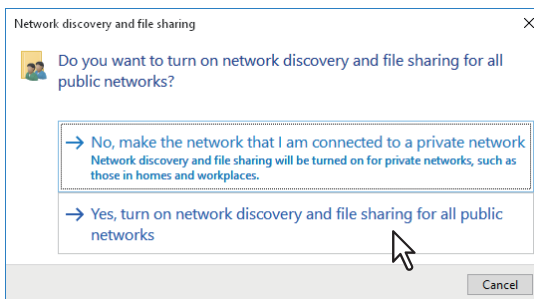 Network discovery and file sharing
Do you want to turn on network discovery and file sharing for all
public networks?
No, make the network that I am connected to a private network
Network discovery and file sharing will be turned on for private networks, such as
those in homes and workplaces.
Yes, turn on network discovery and file sharing for all public
networks
Cancel